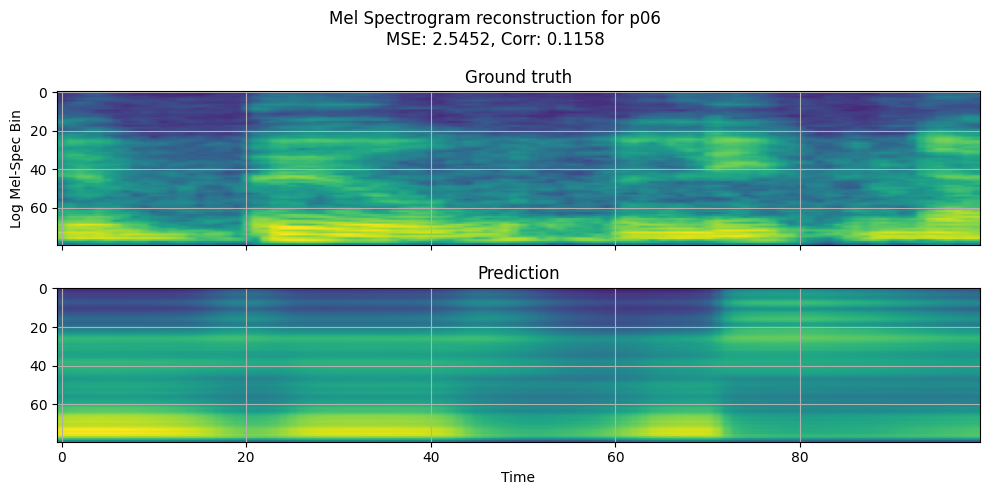 Mel Spectrogram reconstruction for p06
MSE: 2.5452, Corr: 0.1158
Ground truth
0
20
40
60
Log Mel-Spec Bin
Prediction
0
20
40
60
0 20 40 60 80
Time